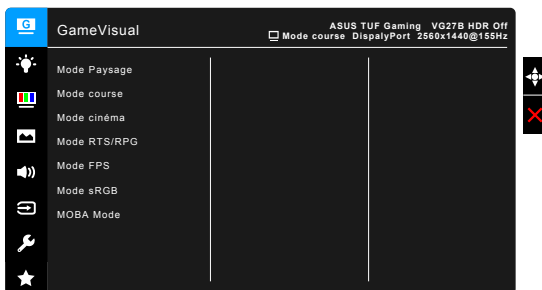 G
GameVisual
ASUS TUF Gaming VG27B HDR Off
Mode course DispalyPort 2560x1440@155Hz
Mode Paysage
Mode course
Mode cinéma
Mode RTS/RPG
Mode FPS
Mode sRGB
MOBA Mode